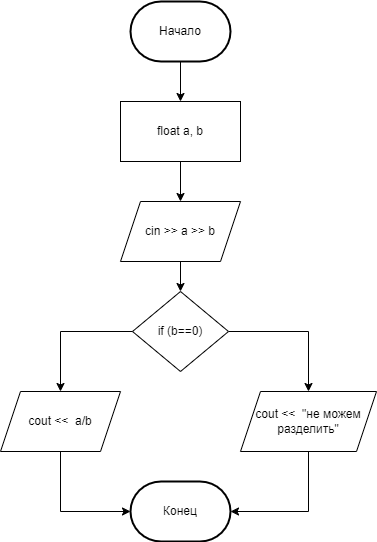 Начало
float a, b
cin >> a >> b
if (b==0)
cout <<  a/b
cout <<  "не можем
разделить"
Конец